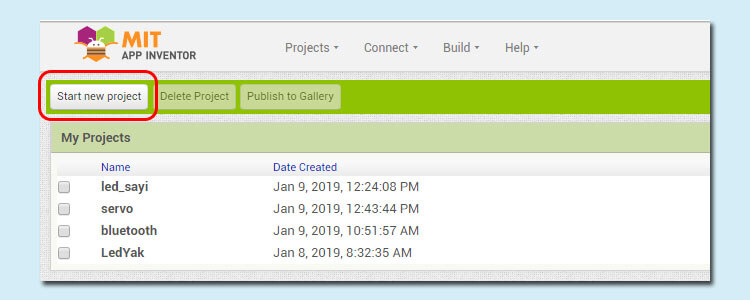 MIT
APP INVENTOR
Projects Connect Build Help
Start new project Delete Project Publish to Gallery
My Projects
Name Date Created
led_sayi Jan 9, 2019, 12:24:08 PM
servo Jan 9, 2019, 12:43:44 PM
bluetooth Jan 9, 2019, 10:51:57 AM
LedYak Jan 8, 2019, 8:32:35 AM